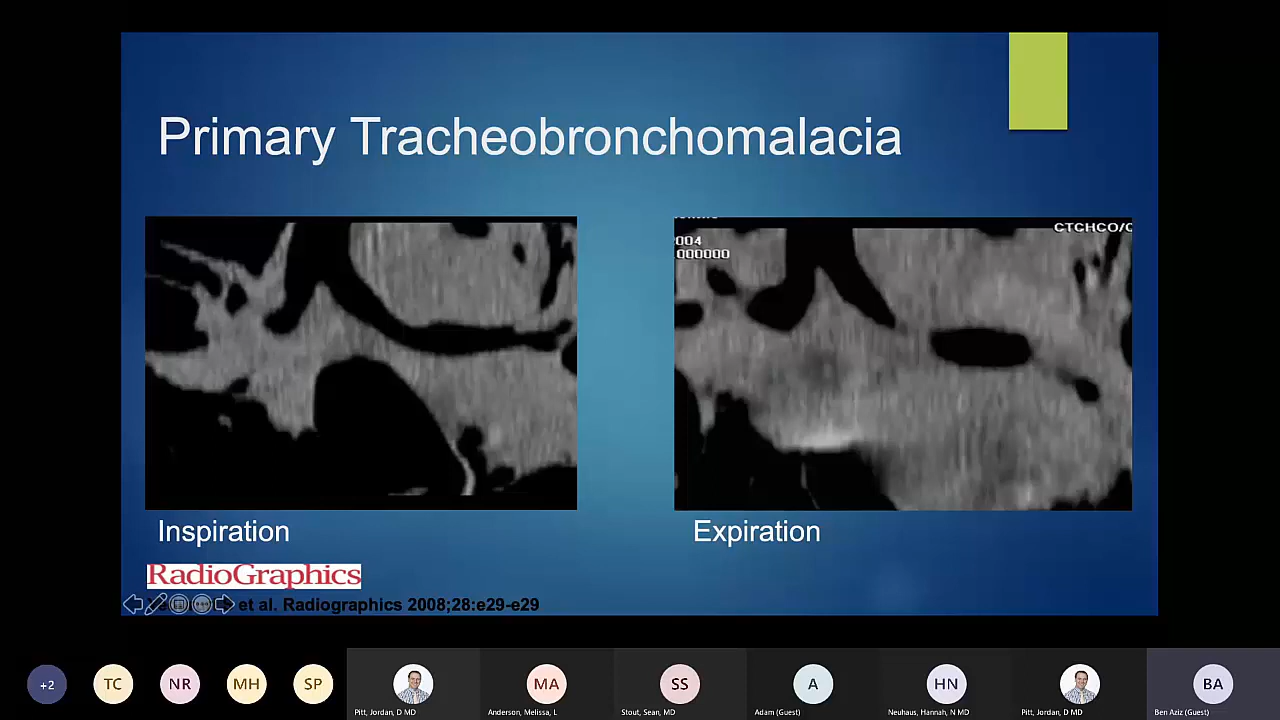 Primary Tracheobronchomalacia
004
000000
CTCHCO/C
Inspiration
Expiration
RadioGraphics
et al. Radiographics 2008;28:e29-e29
+2
TC
NR
MH
SP
MA
SS
A
HN
BA
Pitt, Jordan, D MD
Anderson, Melissa, L
Stout, Sean, MD
Adam (Guest)
Neuhaus, Hannah, N MD
Pitt, Jordan, D MD
Ben Aziz (Guest)